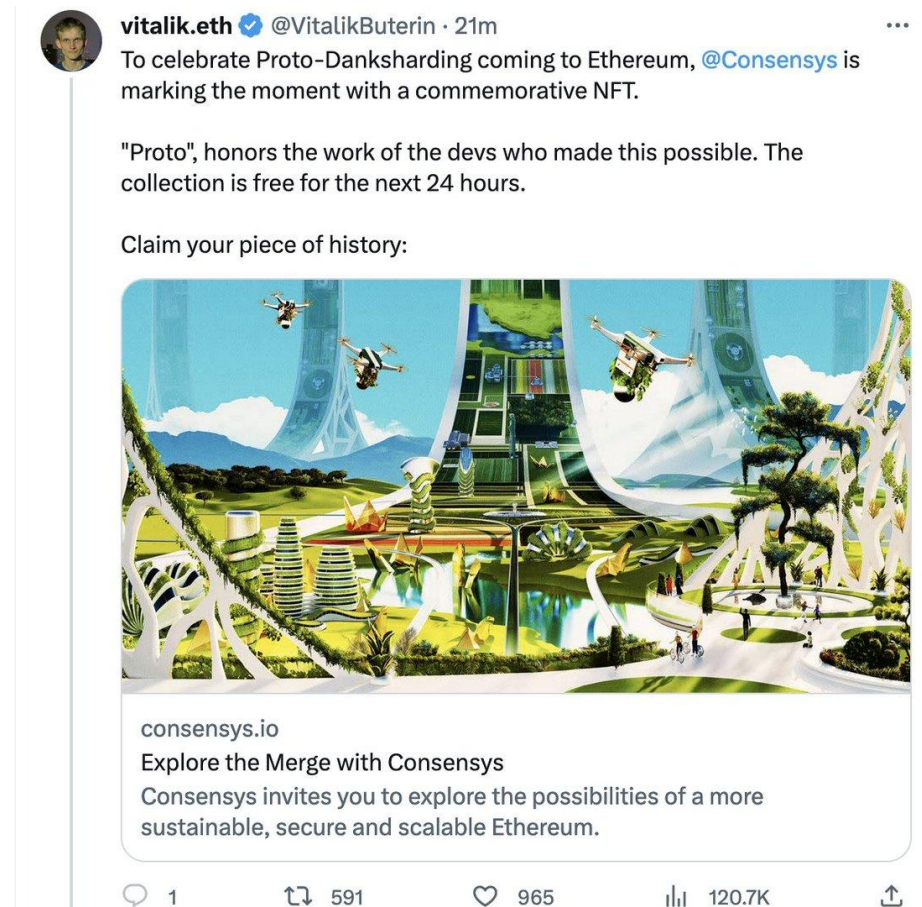 vitalik.eth @VitalikButerin · 21m
To celebrate Proto-Danksharding coming to Ethereum, @Consensys is
marking the moment with a commemorative NFT.
"Proto", honors the work of the devs who made this possible. The
collection is free for the next 24 hours.
Claim your piece of history:
consensys.io
Explore the Merge with Consensys
Consensys invites you to explore the possibilities of a more
sustainable, secure and scalable Ethereum.
1 591 965 120.7K